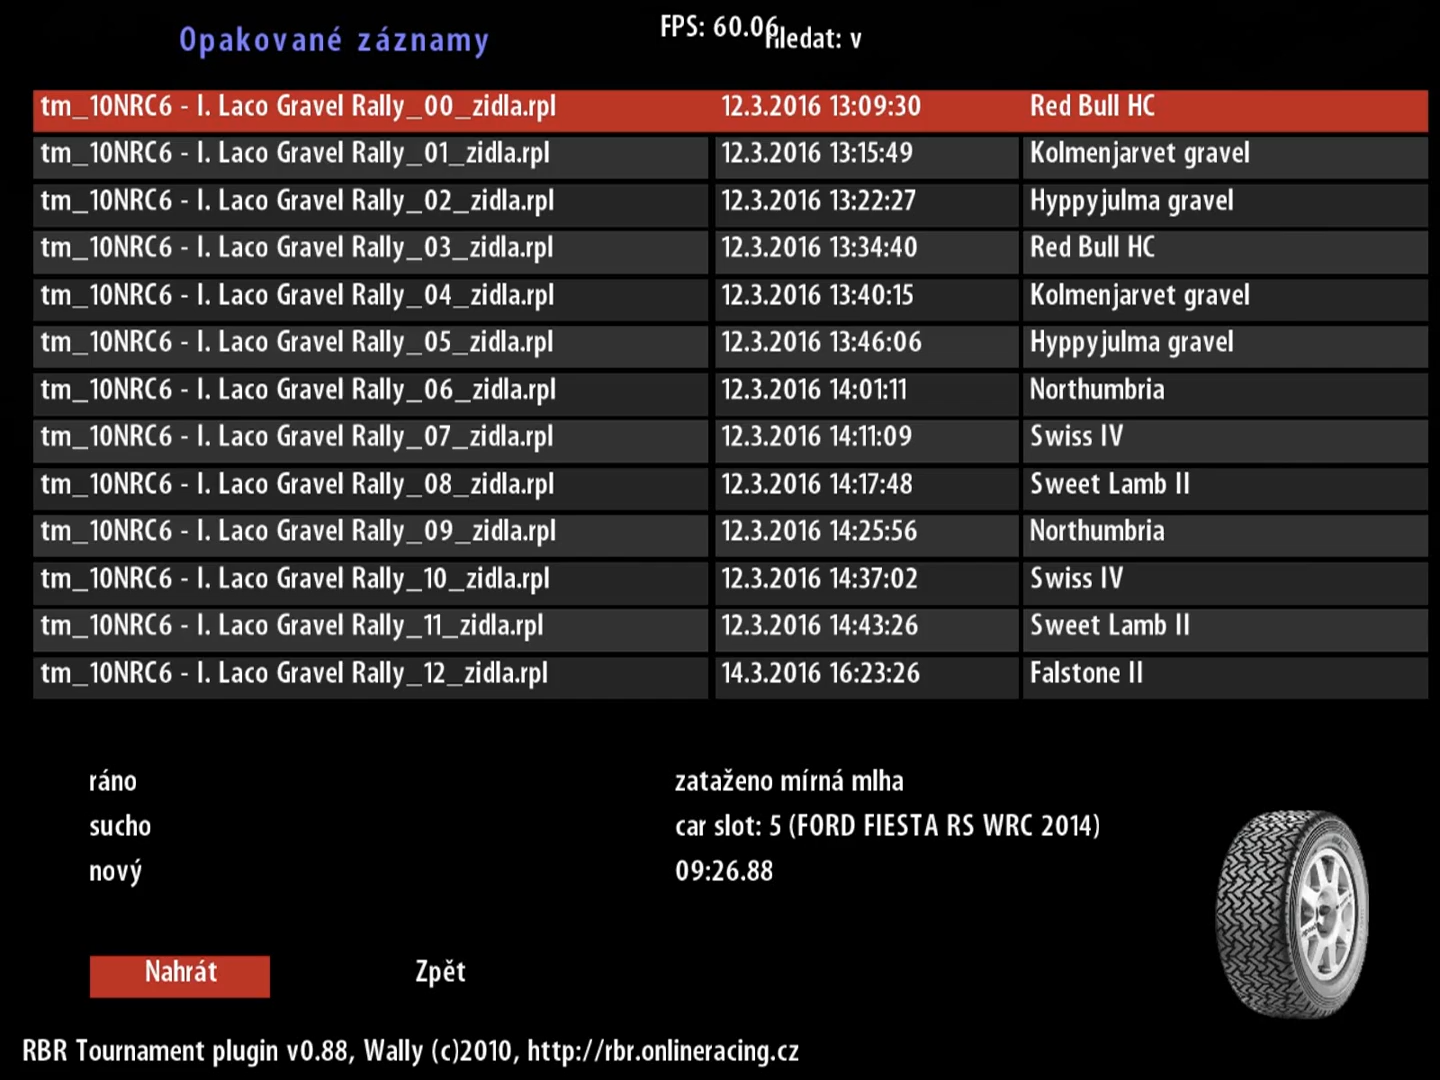 Opakované záznamy
FPS: 60.06
Hledat: v
tm_10NRC6 - I. Laco Gravel Rally_00_zidla.rpl 12.3.2016 13:09:30 Red Bull HC
tm_10NRC6 - I. Laco Gravel Rally_01_zidla.rpl 12.3.2016 13:15:49 Kolmenjarvet gravel
tm_10NRC6 - I. Laco Gravel Rally_02_zidla.rpl 12.3.2016 13:22:27 Hyppyjulma gravel
tm_10NRC6 - I. Laco Gravel Rally_03_zidla.rpl 12.3.2016 13:34:40 Red Bull HC
tm_10NRC6 - I. Laco Gravel Rally_04_zidla.rpl 12.3.2016 13:40:15 Kolmenjarvet gravel
tm_10NRC6 - I. Laco Gravel Rally_05_zidla.rpl 12.3.2016 13:46:06 Hyppyjulma gravel
tm_10NRC6 - I. Laco Gravel Rally_06_zidla.rpl 12.3.2016 14:01:11 Northumbria
tm_10NRC6 - I. Laco Gravel Rally_07_zidla.rpl 12.3.2016 14:11:09 Swiss IV
tm_10NRC6 - I. Laco Gravel Rally_08_zidla.rpl 12.3.2016 14:17:48 Sweet Lamb II
tm_10NRC6 - I. Laco Gravel Rally_09_zidla.rpl 12.3.2016 14:25:56 Northumbria
tm_10NRC6 - I. Laco Gravel Rally_10_zidla.rpl 12.3.2016 14:37:02 Swiss IV
tm_10NRC6 - I. Laco Gravel Rally_11_zidla.rpl 12.3.2016 14:43:26 Sweet Lamb II
tm_10NRC6 - I. Laco Gravel Rally_12_zidla.rpl 14.3.2016 16:23:26 Falstone II
ráno zataženo mírná mlha
sucho car slot: 5 (FORD FIESTA RS WRC 2014)
nový 09:26.88
Nahrát Zpět
RBR Tournament plugin v0.88, Wally (c)2010, http://rbr.onlineracing.cz